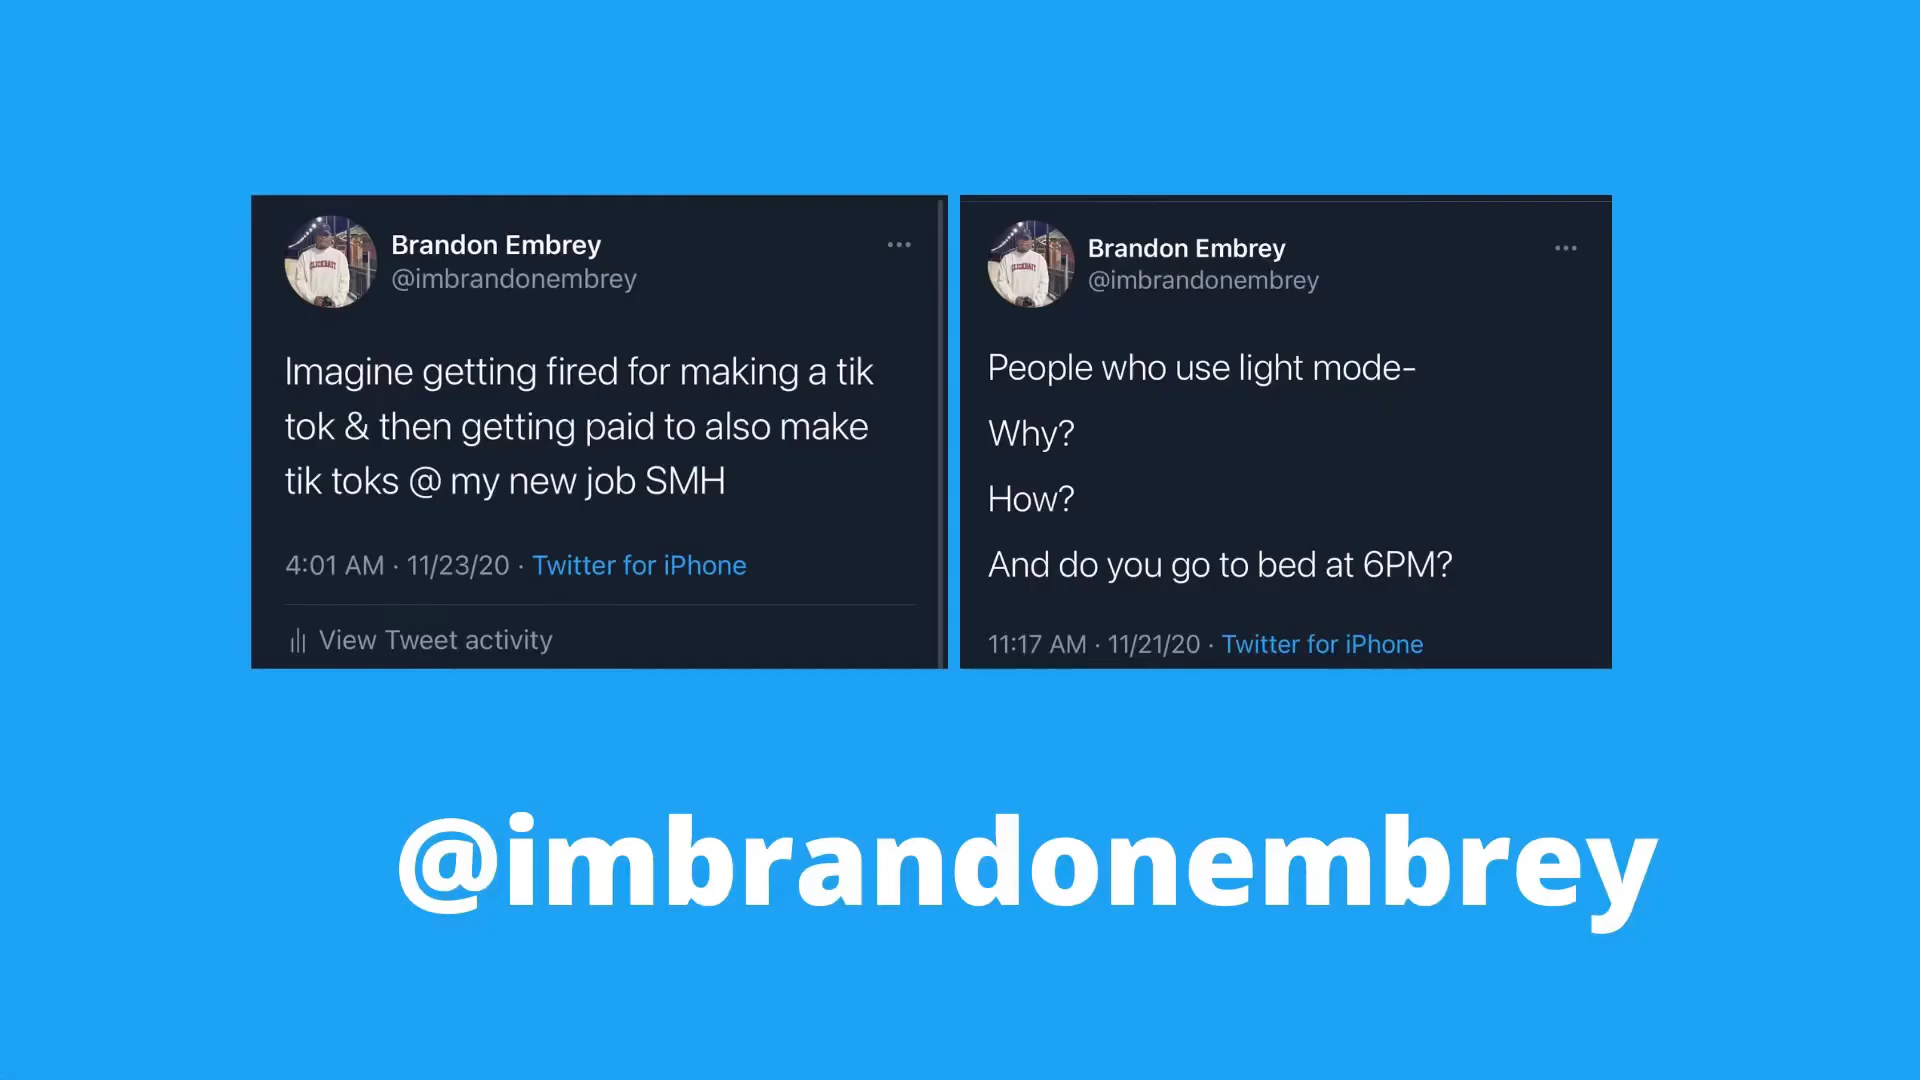 Brandon Embrey
@imbrandonembrey
Imagine getting fired for making a tik
tok & then getting paid to also make
tik toks @ my new job SMH
4:01 AM · 11/23/20 · Twitter for iPhone
View Tweet activity
Brandon Embrey
@imbrandonembrey
People who use light mode-
Why?
How?
And do you go to bed at 6PM?
11:17 AM · 11/21/20 · Twitter for iPhone
@imbrandonembrey